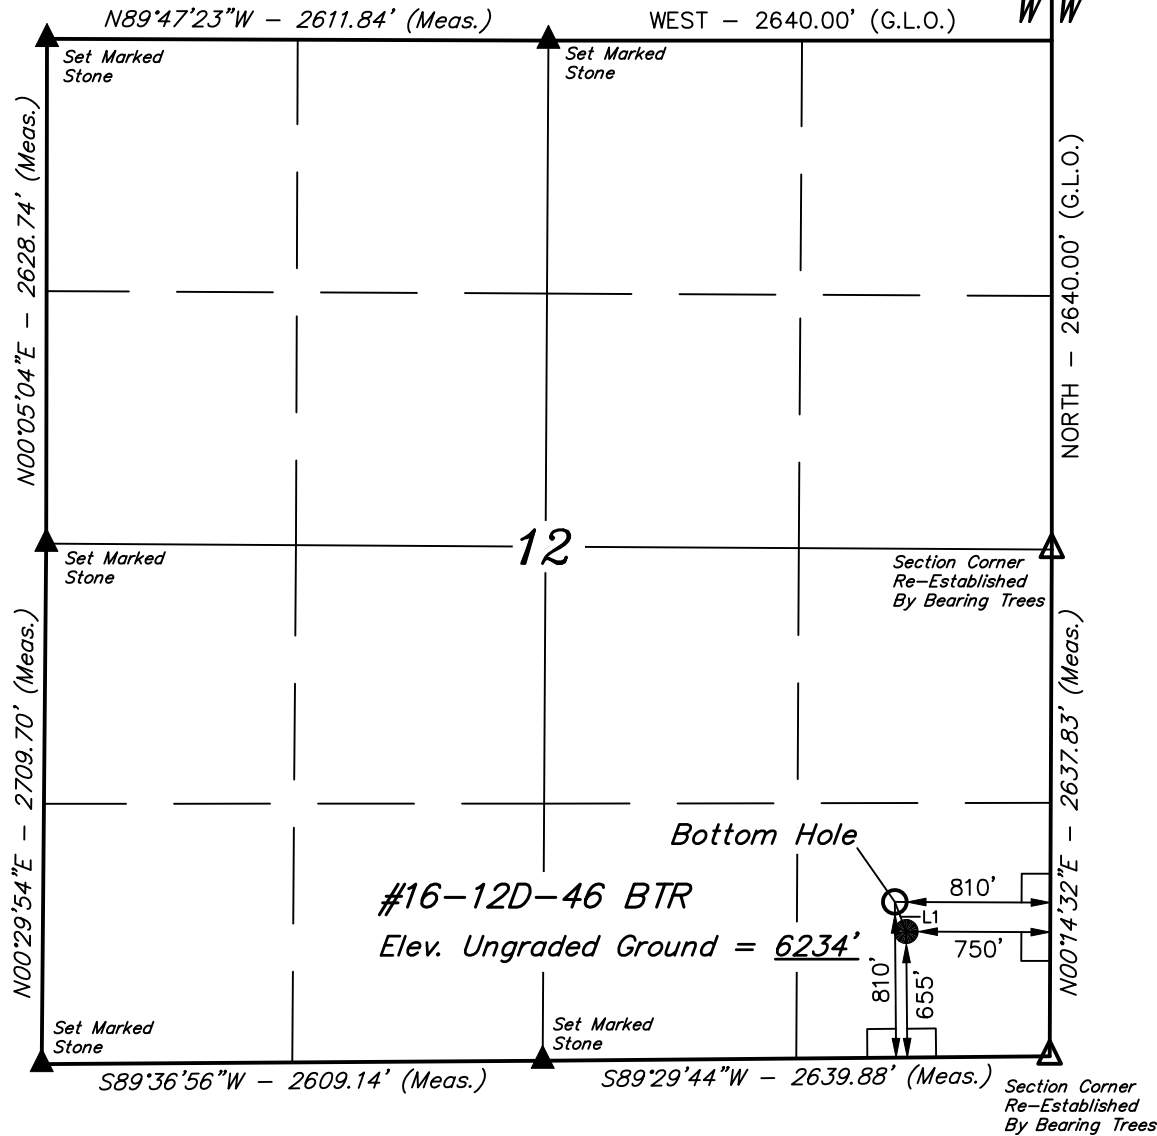 N89°47'23"W - 2611.84' (Meas.)
WEST - 2640.00' (G.L.O.)
W W
Set Marked
Stone
Set Marked
Stone
N00°05'04"E - 2628.74' (Meas.)
NORTH - 2640.00' (G.L.O.)
12
Set Marked
Stone
Section Corner
Re-Established
By Bearing Trees
N00°29'54"E - 2709.70' (Meas.)
N00°14'32"E - 2637.83' (Meas.)
Bottom Hole
#16-12D-46 BTR
810'
L1
Elev. Ungraded Ground = 6234'
750'
810'
655'
Set Marked
Stone
Set Marked
Stone
S89°36'56"W - 2609.14' (Meas.)
S89°29'44"W - 2639.88' (Meas.)
Section Corner
Re-Established
By Bearing Trees